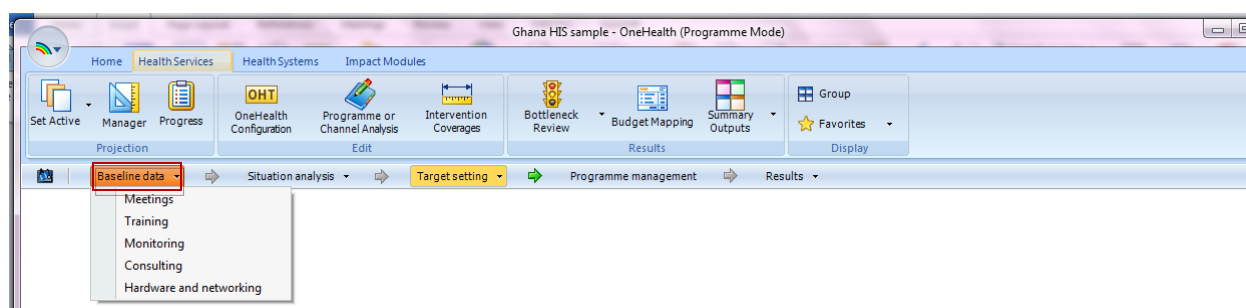 Ghana HIS sample - OneHealth (Programme Mode)
Home Health Services Health Systems Impact Modules
Set Active Manager Progress
Projection
OHT
OneHealth Configuration
Programme or Channel Analysis
Intervention Coverages
Edit
Bottleneck Review
Budget Mapping
Summary Outputs
Results
Group
Favorites
Display
Baseline data Situation analysis Target setting Programme management Results
Meetings
Training
Monitoring
Consulting
Hardware and networking